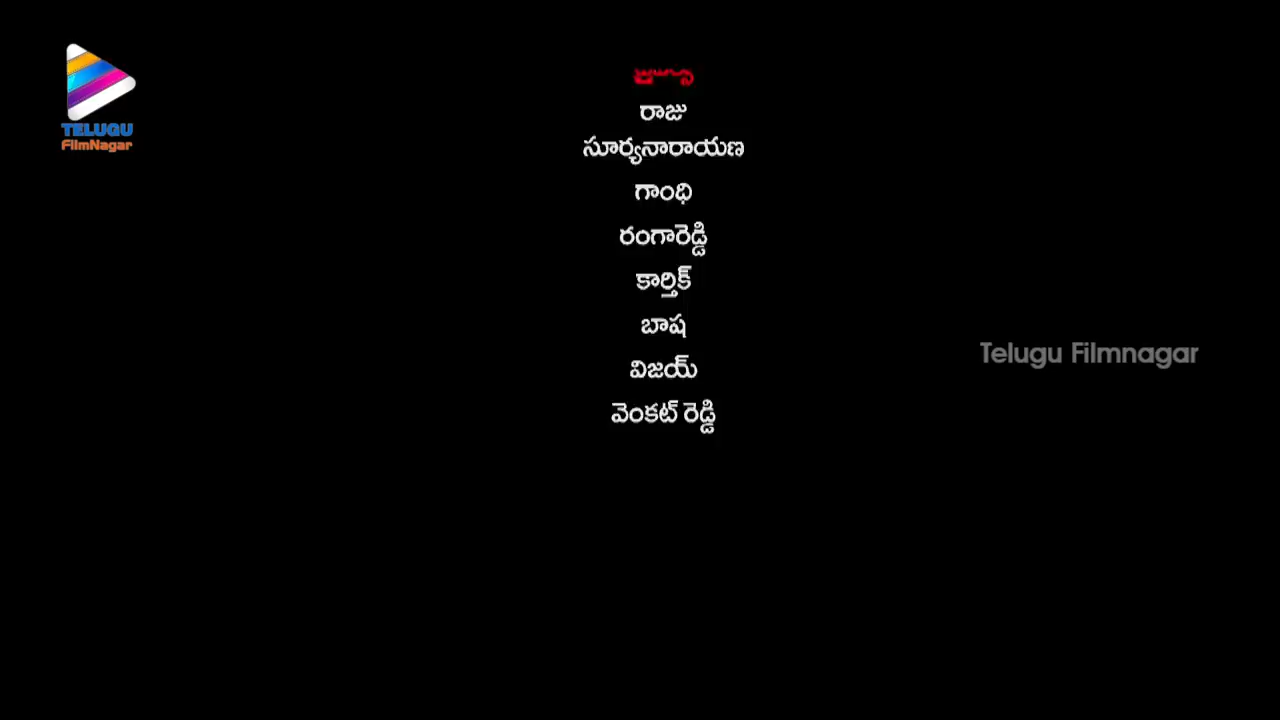 TELUGU
FilmNagar
రాజు
సూర్యనారాయణ
గాంధి
రంగారెడ్డి
కార్తిక్
బాష
Telugu Filmnagar
విజయ్
వెంకట్ రెడ్డి